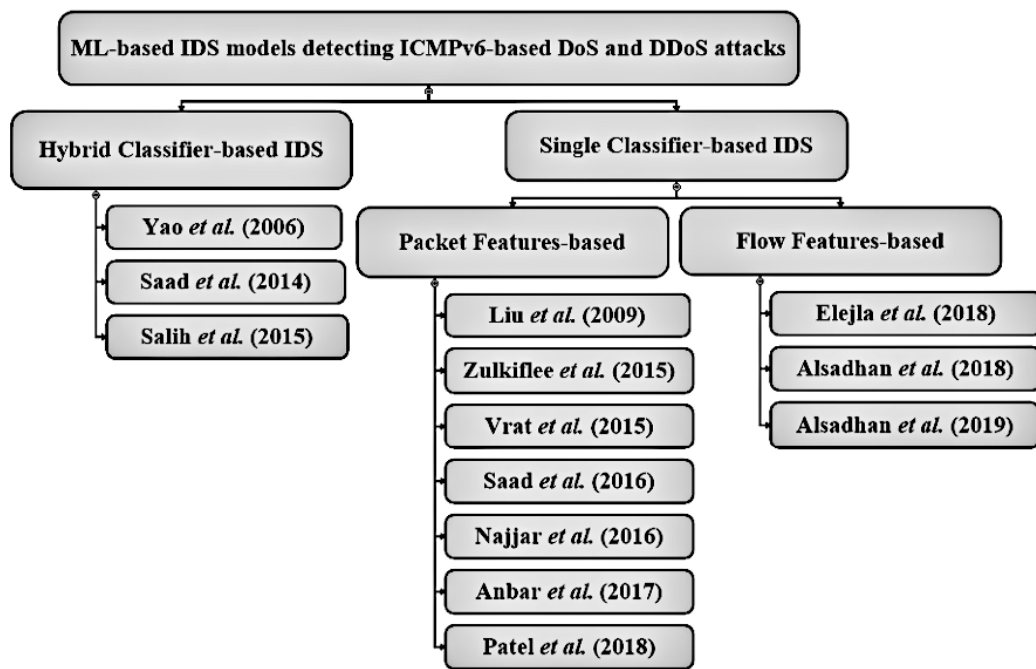 ML-based IDS models detecting ICMPv6-based DoS and DDoS attacks
Hybrid Classifier-based IDS
Single Classifier-based IDS
Yao et al. (2006)
Saad et al. (2014)
Salih et al. (2015)
Packet Features-based
Flow Features-based
Liu et al. (2009)
Zulkiflee et al. (2015)
Vrat et al. (2015)
Saad et al. (2016)
Najjar et al. (2016)
Anbar et al. (2017)
Patel et al. (2018)
Elejla et al. (2018)
Alsadhan et al. (2018)
Alsadhan et al. (2019)